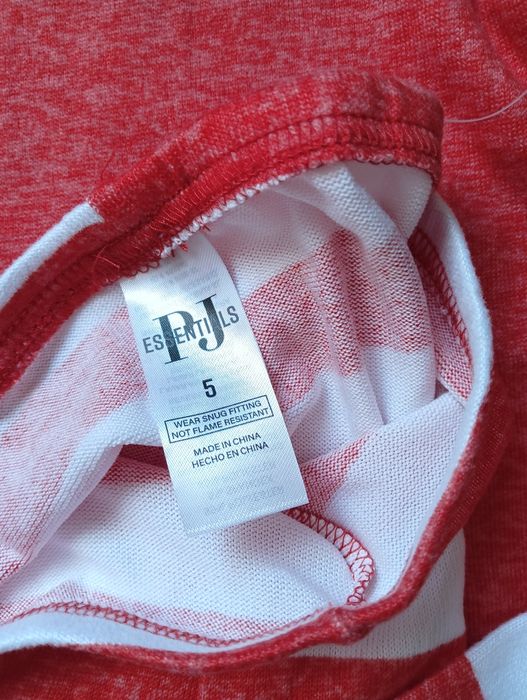 PJ
ESSENTIALS
5
WEAR SNUG FITTING
NOT FLAME RESISTANT
MADE IN CHINA
HECHO EN CHINA